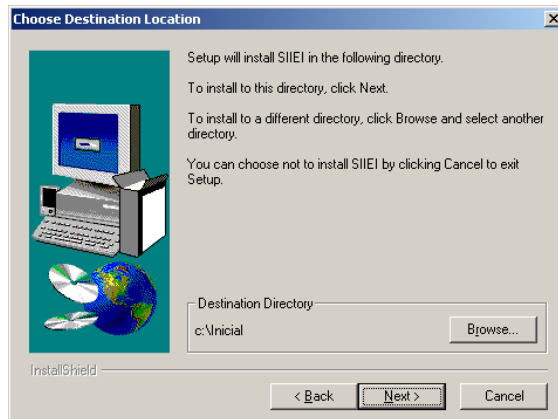 Choose Destination Location
Setup will install SIIEI in the following directory.
To install to this directory, click Next.
To install to a different directory, click Browse and select another
directory.
You can choose not to install SIIEI by clicking Cancel to exit
Setup.
Destination Directory
c:\Inicial
Browse...
InstallShield
< Back
Next >
Cancel